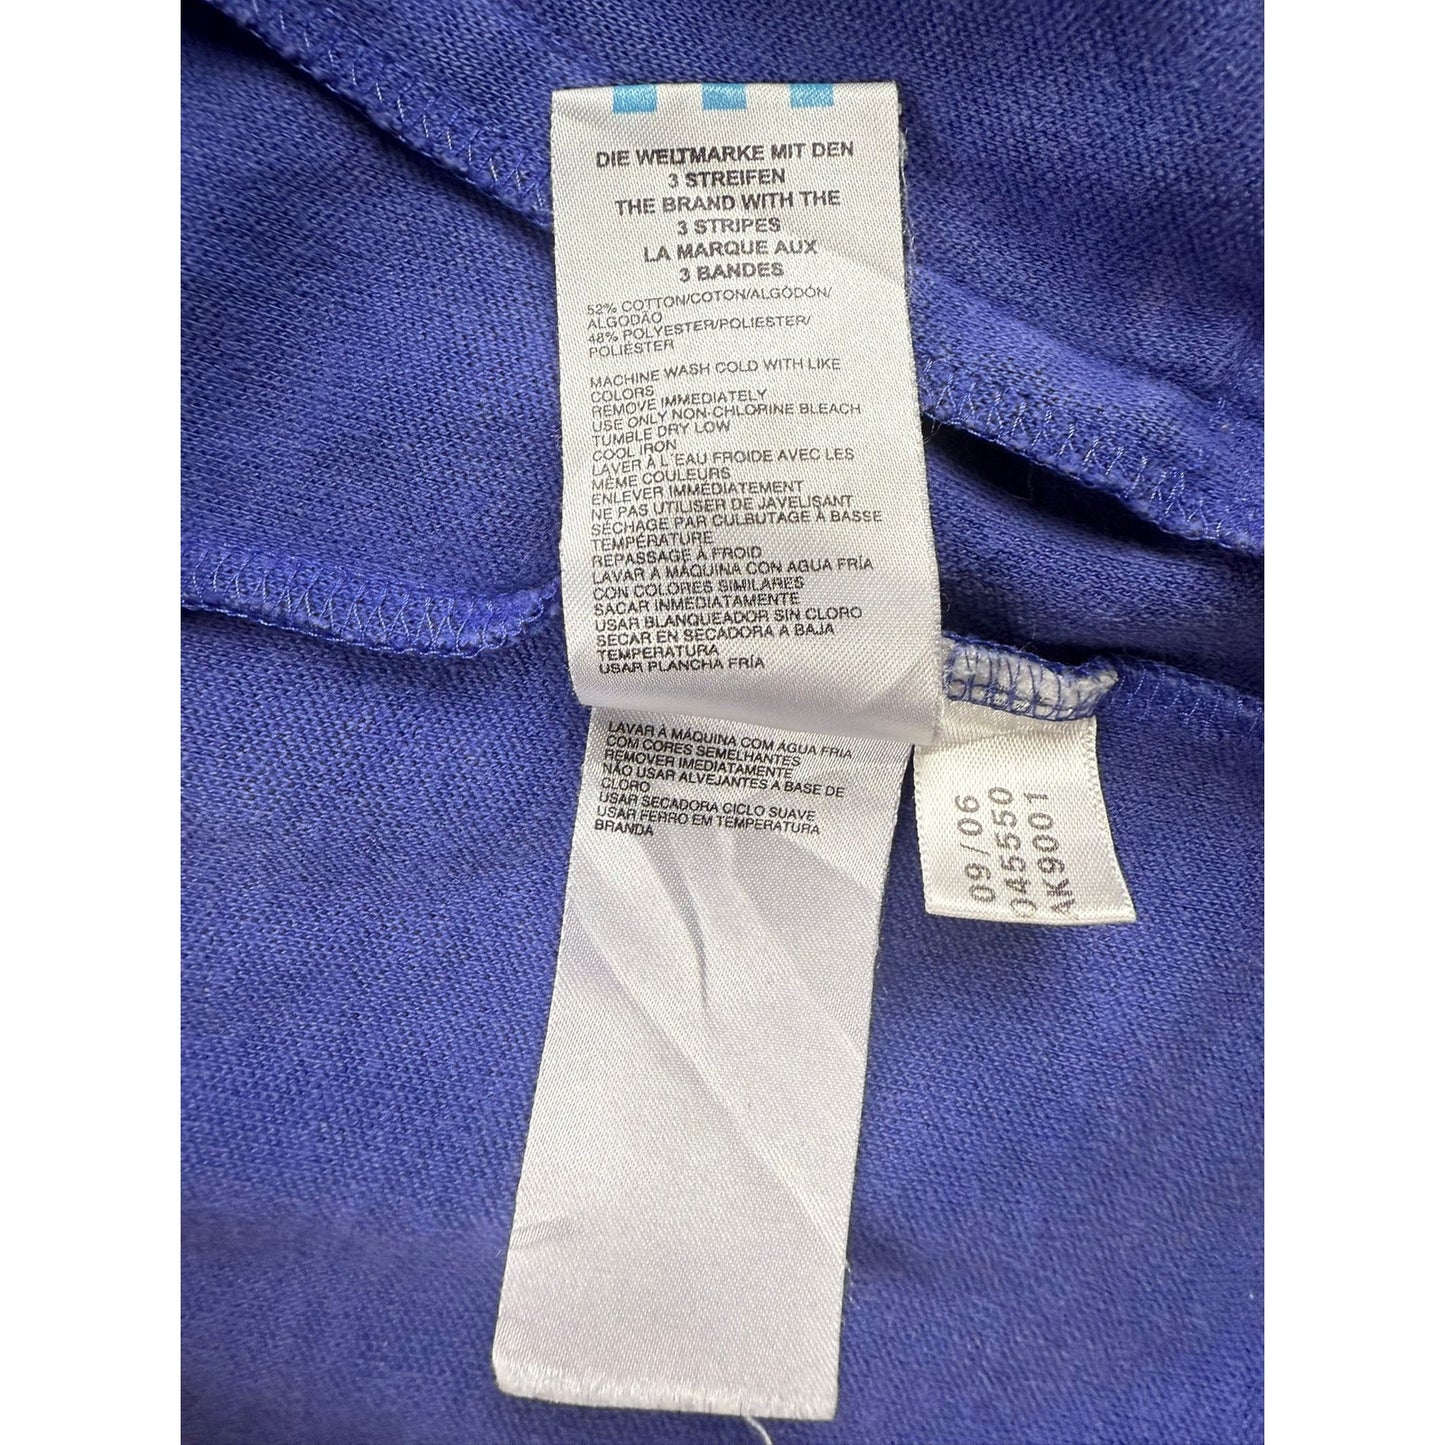 DIE WELTMARKE MIT DEN
3 STREIFEN
THE BRAND WITH THE
3 STRIPES
LA MARQUE AUX
3 BANDES
52% COTTON/COTON/ALGÓDÓN/
ALGODÃO
48% POLYESTER/POLIESTER/
POLIÉSTER
MACHINE WASH COLD WITH LIKE
COLORS
REMOVE IMMEDIATELY
USE ONLY NON-CHLORINE BLEACH
TUMBLE DRY LOW
COOL IRON
LAVER À L'EAU FROIDE AVEC LES
MÊME COULEURS
ENLEVER IMMÉDIATEMENT
NE PAS UTILISER DE JAVELISANT
SÉCHAGE PAR CULBUTAGE À BASSE
TEMPÉRATURE
REPASSAGE À FROID
LAVAR A MÁQUINA CON AGUA FRÍA
CON COLORES SIMILARES
SACAR INMEDIATAMENTE
USAR BLANQUEADOR SIN CLORO
SECAR EN SECADORA A BAJA
TEMPERATURA
USAR PLANCHA FRÍA
LAVAR À MÁQUINA COM ÁGUA FRIA
COM CORES SEMELHANTES
REMOVER IMEDIATAMENTE
NÃO USAR ALVEJANTES A BASE DE
CLORO
USAR SECADORA CICLO SUAVE
USAR FERRO EM TEMPERATURA
BRANDA
09/06
045550
AK9001